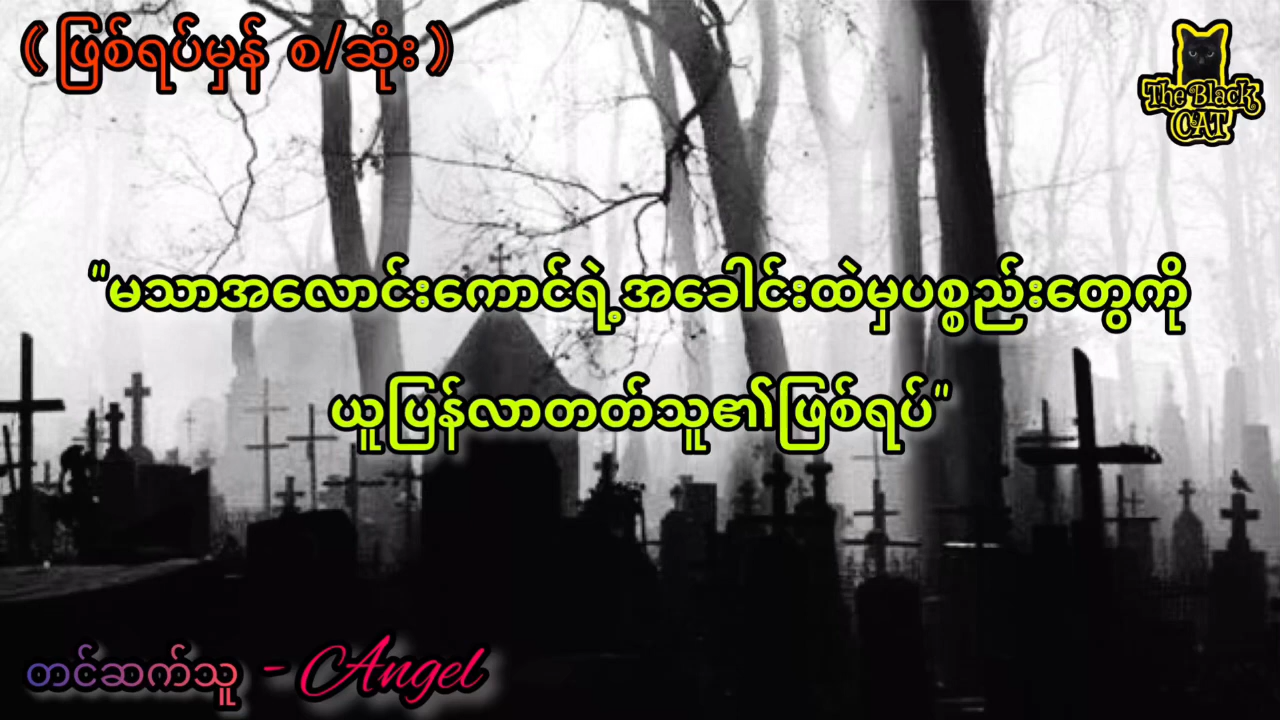 《ဖြစ်ရပ်မှန် စ/ဆုံး》
The Black
CAT
"မသာအလောင်းကောင်ရဲ့အခေါင်းထဲမှပစ္စည်းတွေကို
ယူပြန်လာတတ်သူ၏ဖြစ်ရပ်"
တင်ဆက်သူ - Angel